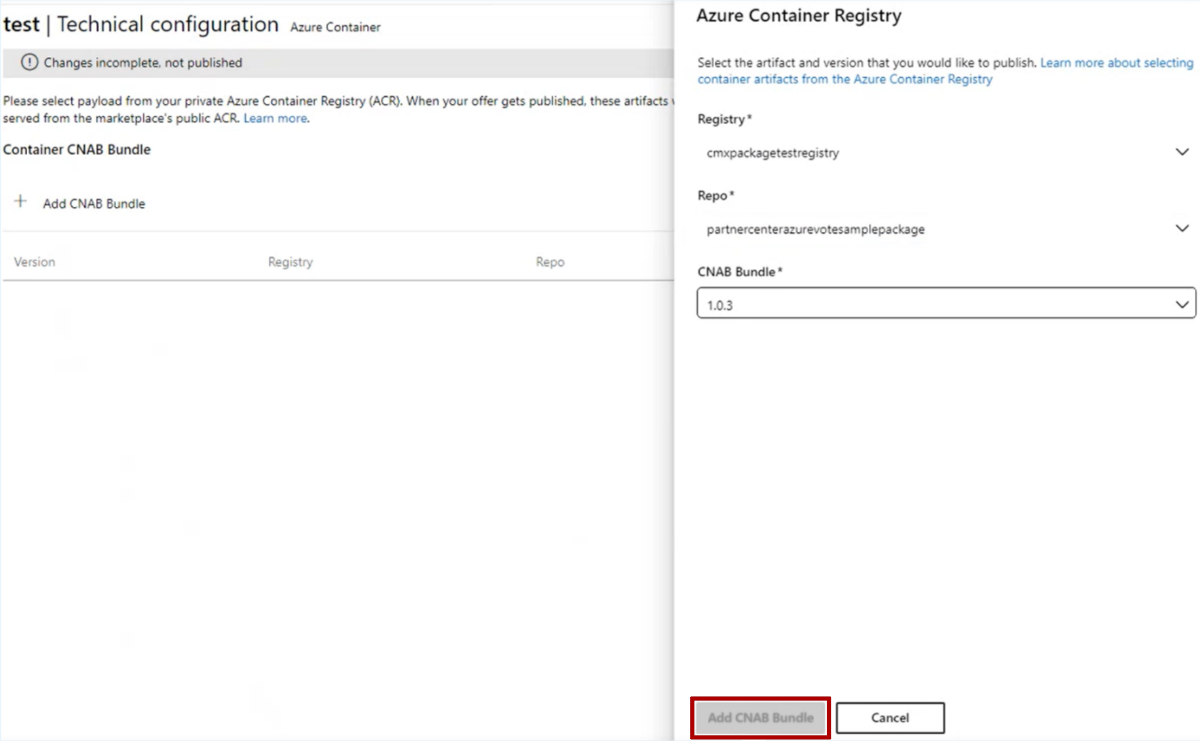 test | Technical configuration Azure Container
Changes incomplete, not published
Please select payload from your private Azure Container Registry (ACR). When your offer gets published, these artifacts
served from the marketplace's public ACR. Learn more.
Container CNAB Bundle
+ Add CNAB Bundle
Version Registry Repo
Azure Container Registry
Select the artifact and version that you would like to publish. Learn more about selecting
container artifacts from the Azure Container Registry
Registry*
cmxpackagetestregistry
Repo*
partnercenterazurevotesamplepackage
CNAB Bundle*
1.0.3
Add CNAB Bundle Cancel